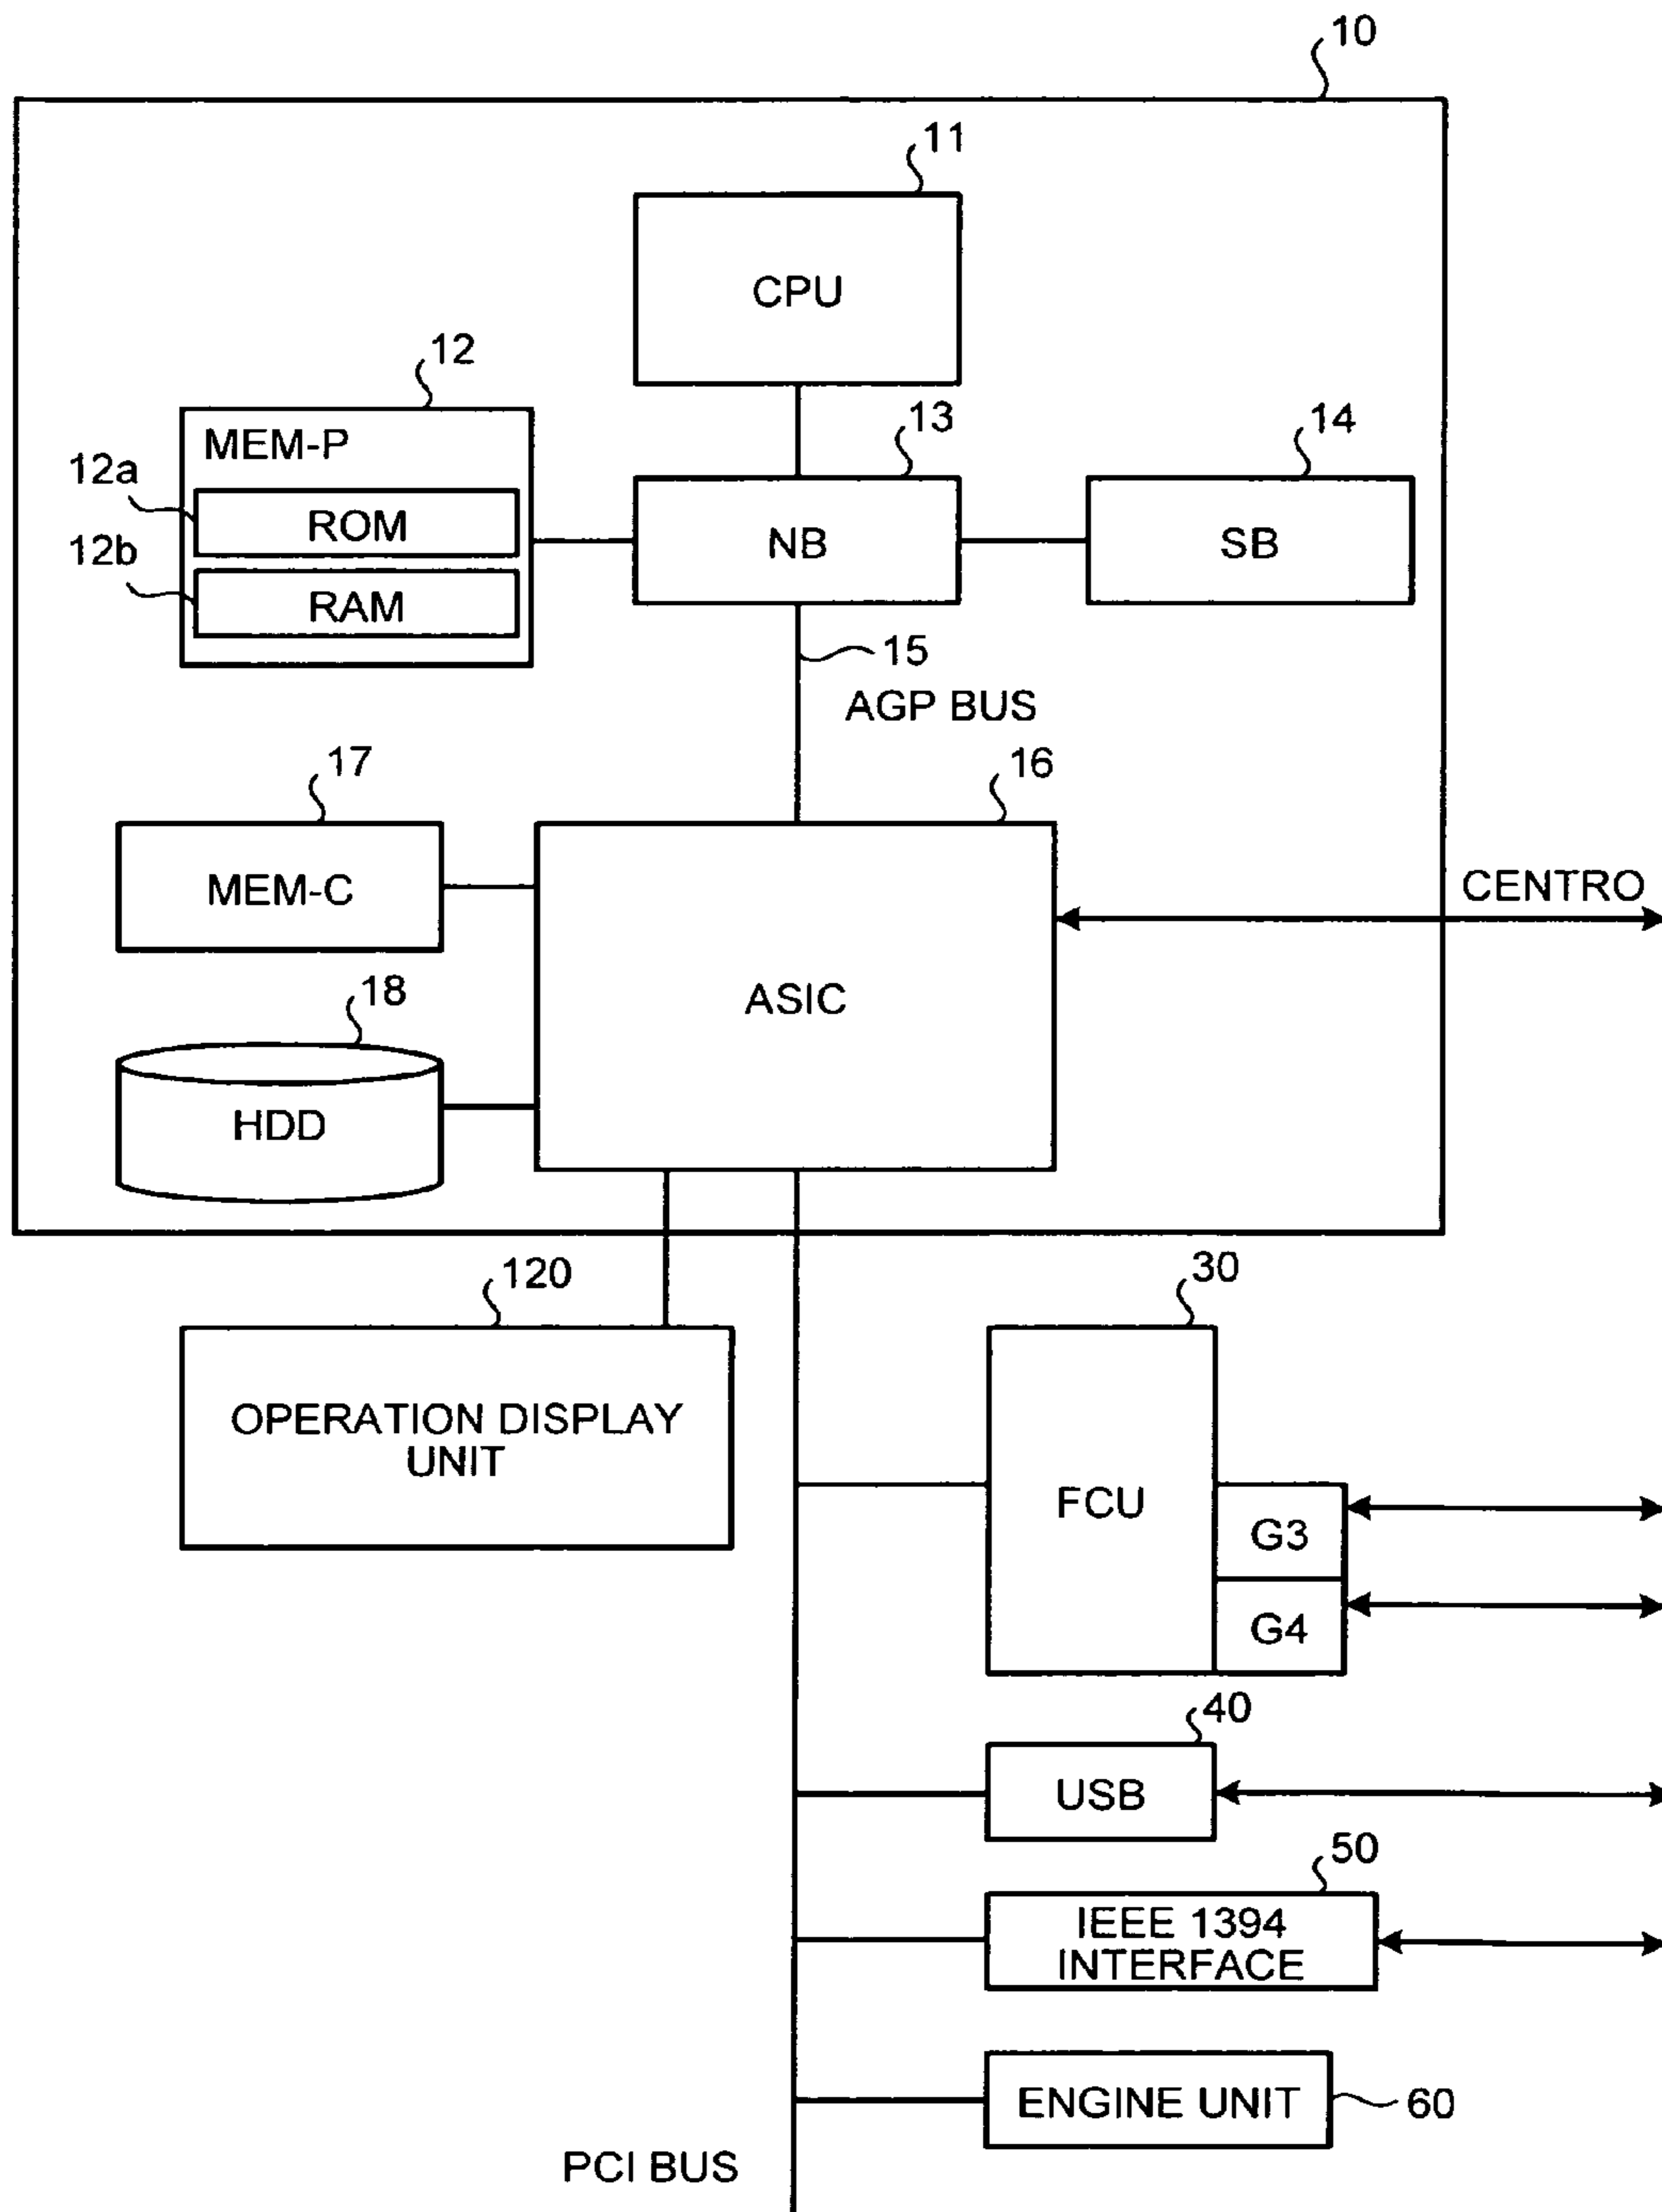 10
11
CPU
12
13
14
MEM-P
12a
ROM
NB
SB
12b
RAM
15
AGP BUS
17
16
MEM-C
CENTRO
18
ASIC
HDD
120
30
OPERATION DISPLAY
UNIT
FCU
G3
G4
40
USB
50
IEEE 1394
INTERFACE
ENGINE UNIT
60
PCI BUS